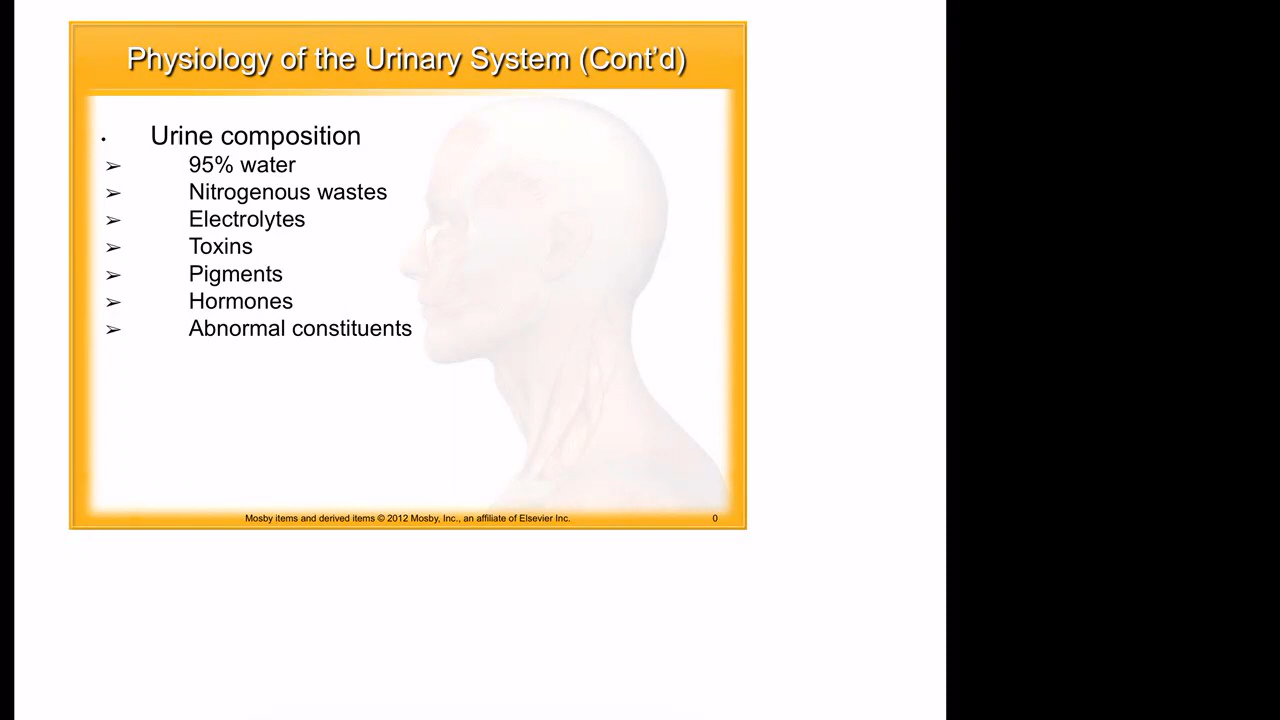 Physiology of the Urinary System (Cont’d)
• Urine composition
➢ 95% water
➢ Nitrogenous wastes
➢ Electrolytes
➢ Toxins
➢ Pigments
➢ Hormones
➢ Abnormal constituents
Mosby items and derived items © 2012 Mosby, Inc., an affiliate of Elsevier Inc. 0